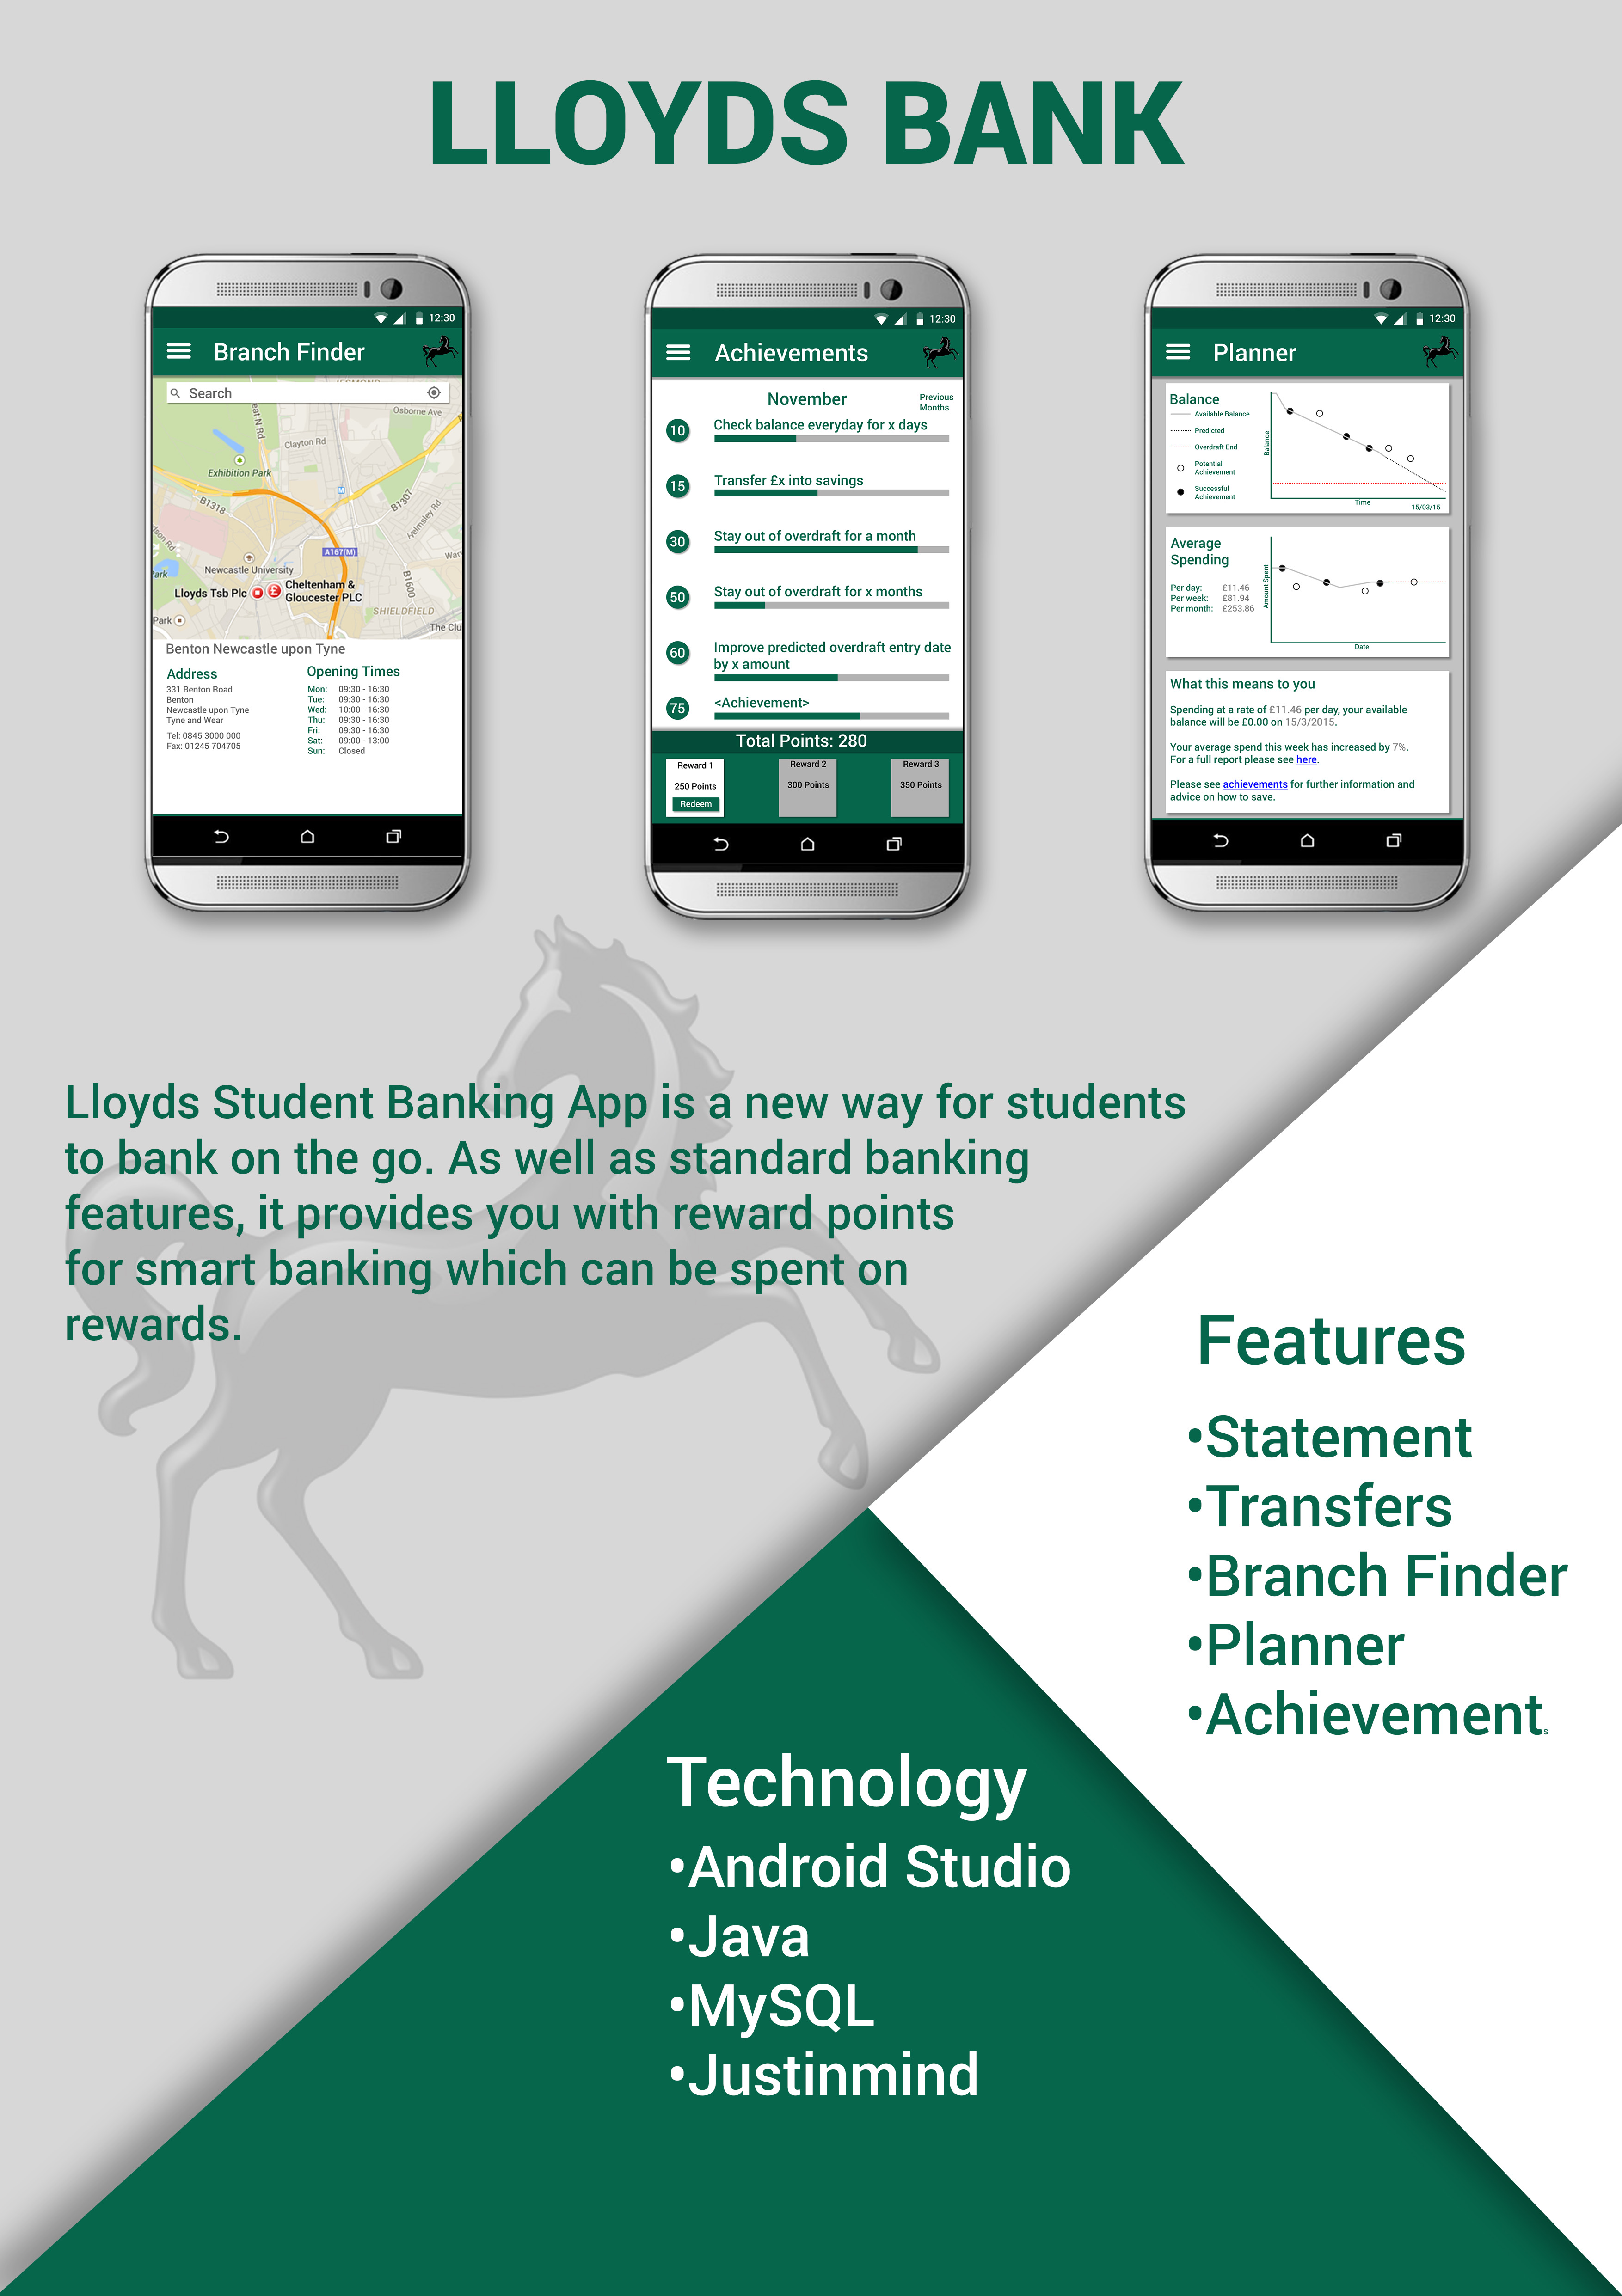 LLOYDS BANK
12:30
Branch Finder
Search
Osborne Ave
Clayton Rd
Exhibition Park
B1318
B1307
Helmsley Rd
A167(M)
Newcastle University
B1600
Lloyds Tsb Plc
Cheltenham &
Gloucester PLC
SHIELDFIELD
The Clu
Benton Newcastle upon Tyne
Address
331 Benton Road
Benton
Newcastle upon Tyne
Tyne and Wear
Tel: 0845 3000 000
Fax: 01245 704705
Opening Times
Mon: 09:30 - 16:30
Tue: 09:30 - 16:30
Wed: 10:00 - 16:30
Thu: 09:30 - 16:30
Fri: 09:30 - 16:30
Sat: 09:00 - 13:00
Sun: Closed
12:30
Achievements
November
Previous
Months
10 Check balance everyday for x days
15 Transfer £x into savings
30 Stay out of overdraft for a month
50 Stay out of overdraft for x months
60 Improve predicted overdraft entry date
by x amount
75 <Achievement>
Total Points: 280
Reward 1
250 Points
Redeem
Reward 2
300 Points
Reward 3
350 Points
12:30
Planner
Balance
Available Balance
Predicted
Overdraft End
Potential
Achievement
Successful
Achievement
Balance
Time
15/03/15
Average
Spending
Per day: £11.46
Per week: £81.94
Per month: £253.86
Amount Spent
Date
What this means to you
Spending at a rate of £11.46 per day, your available
balance will be £0.00 on 15/3/2015.
Your average spend this week has increased by 7%.
For a full report please see here.
Please see achievements for further information and
advice on how to save.
Lloyds Student Banking App is a new way for students
to bank on the go. As well as standard banking
features, it provides you with reward points
for smart banking which can be spent on
rewards.
Features
•Statement
•Transfers
•Branch Finder
•Planner
•Achievements
Technology
•Android Studio
•Java
•MySQL
•Justinmind